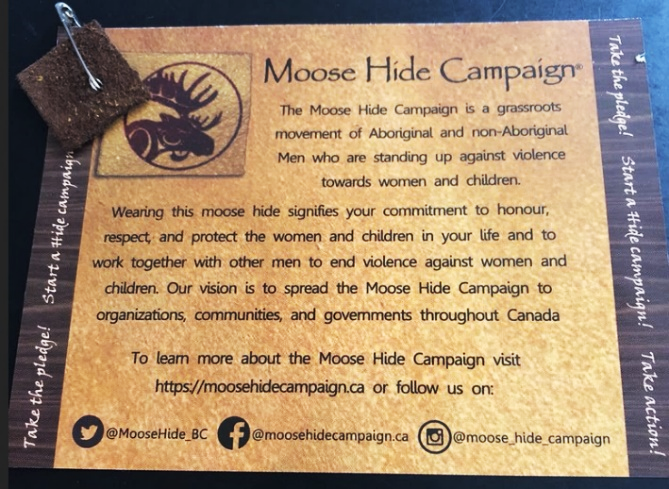 Moose Hide Campaign®
The Moose Hide Campaign is a grassroots
movement of Aboriginal and non-Aboriginal
Men who are standing up against violence
towards women and children.
Wearing this moose hide signifies your commitment to honour,
respect, and protect the women and children in your life and to
work together with other men to end violence against women and
children. Our vision is to spread the Moose Hide Campaign to
organizations, communities, and governments throughout Canada
To learn more about the Moose Hide Campaign visit
https://moosehidecampaign.ca or follow us on:
@MooseHide_BC @moosehidecampaign.ca @moose_hide_campaign
Take the pledge! Start a Hide campaign
Take the pledge! Start a Hide campaign! Take action!